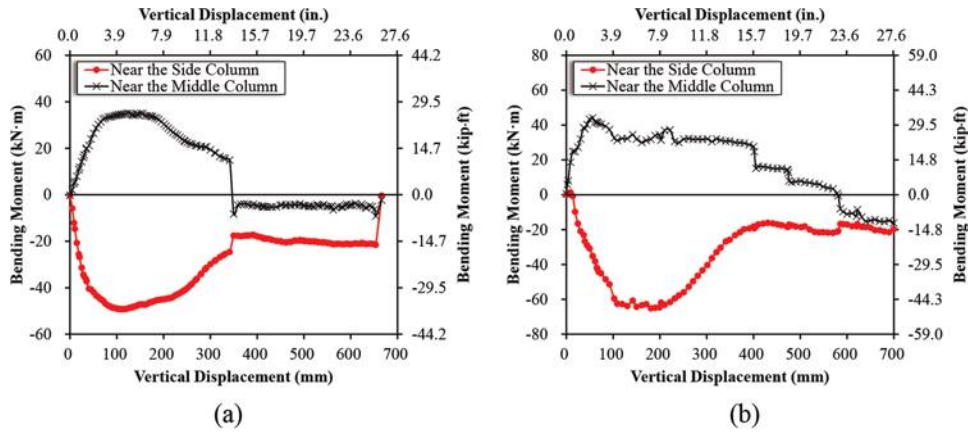 Vertical Displacement (in.)
0.0 3.9 7.9 11.8 15.7 19.7 23.6 27.6
60 40 20 0 -20 -40 -60
Bending Moment (kN·m)
Near the Side Column
Near the Middle Column
44.2 29.5 14.7 0.0 -14.7 -29.5 -44.2
Bending Moment (kip·ft)
0 100 200 300 400 500 600 700
Vertical Displacement (mm)
(a)
Vertical Displacement (in.)
0.0 3.9 7.9 11.8 15.7 19.7 23.6 27.6
80 60 40 20 0 -20 -40 -60 -80
Bending Moment (kN·m)
Near the Side Column
Near the Middle Column
59.0 44.3 29.5 14.8 0.0 -14.8 -29.5 -44.3 -59.0
Bending Moment (kip·ft)
0 100 200 300 400 500 600 700
Vertical Displacement (mm)
(b)